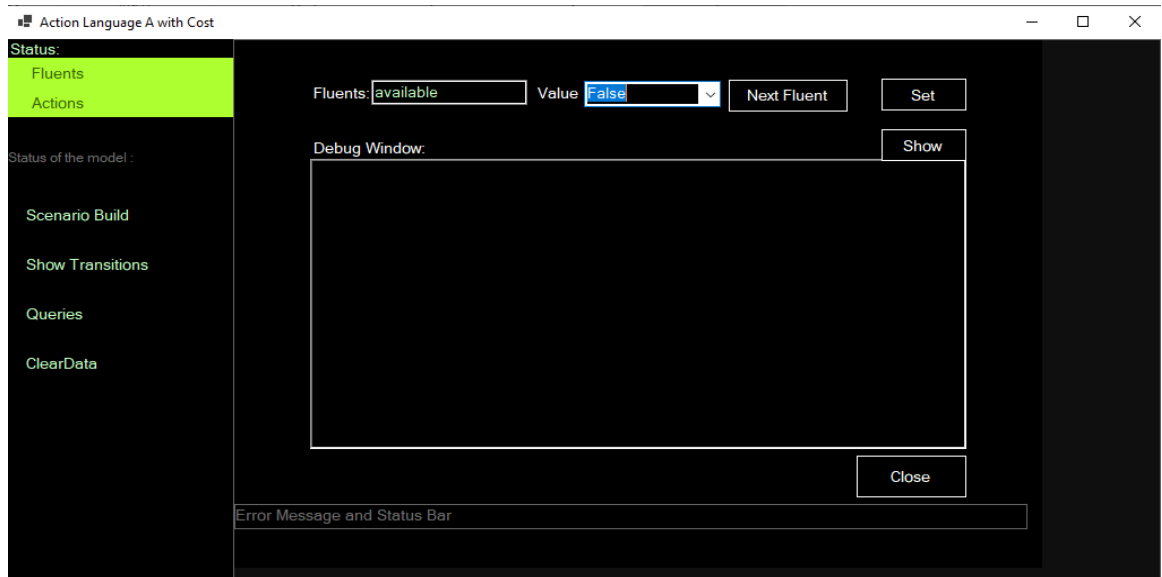 Action Language A with Cost
Status:
Fluents
Actions
Status of the model :
Scenario Build
Show Transitions
Queries
ClearData
Fluents: available Value False Next Fluent Set
Debug Window: Show
Close
Error Message and Status Bar